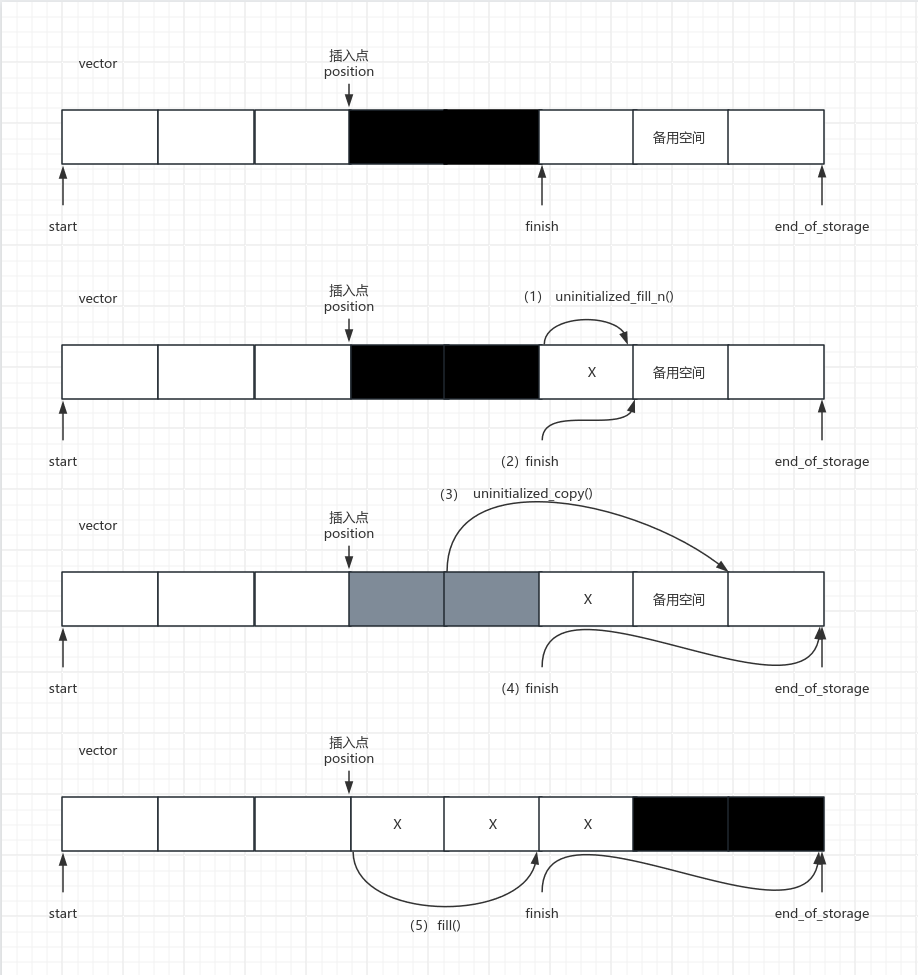 vector
插入点
position
备用空间
start
finish
end_of_storage
vector
插入点
position
（1） uninitialized_fill_n()
X
备用空间
start
（2）finish
end_of_storage
（3） uninitialized_copy()
vector
插入点
position
X
备用空间
start
（4）finish
end_of_storage
vector
插入点
position
X
X
X
start
finish
end_of_storage
（5）fill()